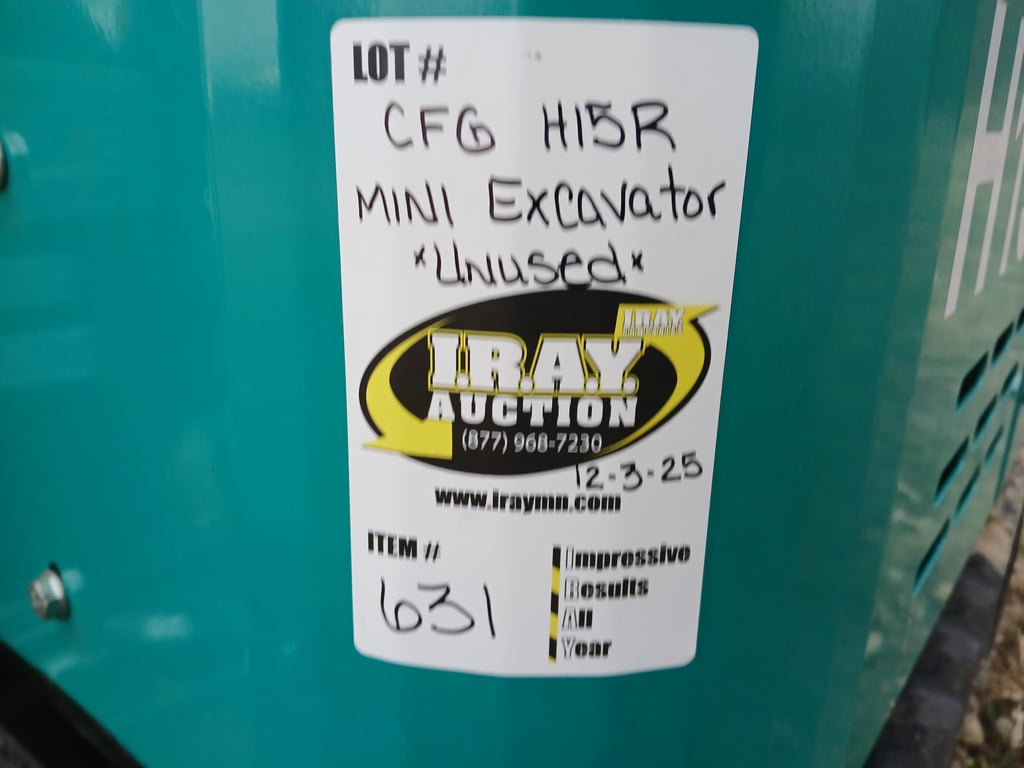 LOT #
CFG H15R
MINI Excavator
*Unused*
I.RAY
I.R.A.Y.
AUCTION
(877) 968-7230
12-3-25
www.iraymn.com
ITEM #
631
Impressive
Results
All
Year